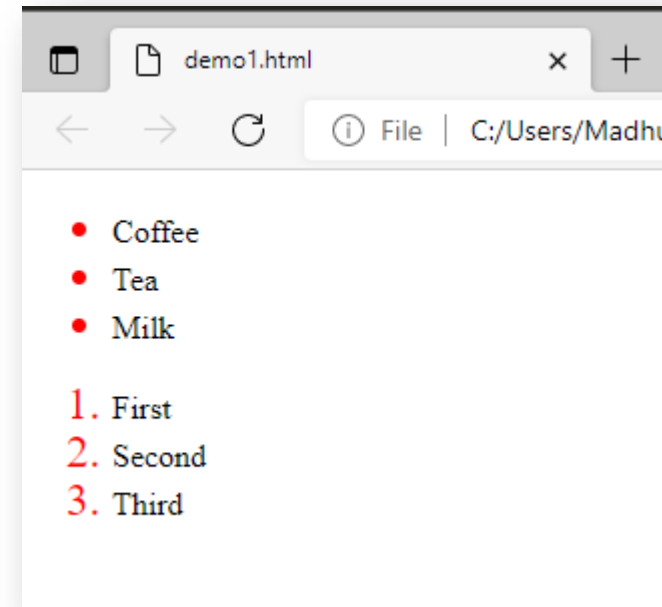 demo1.html
File | C:/Users/Madhu
• Coffee
• Tea
• Milk
1. First
2. Second
3. Third